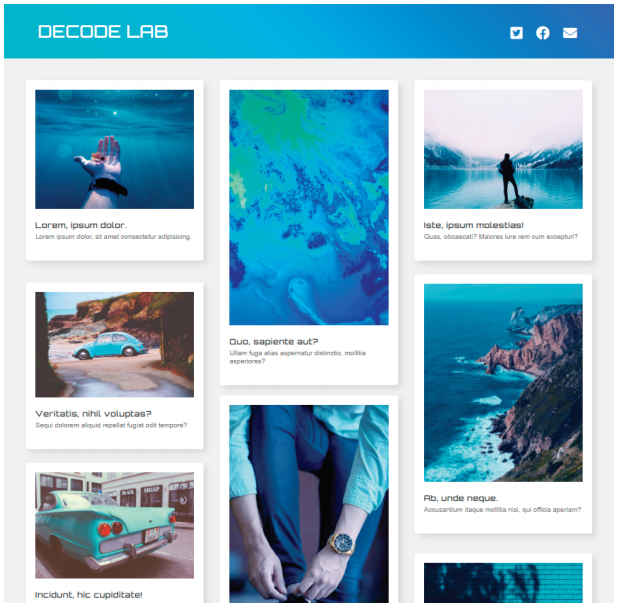 DECODE LAB
Lorem, ipsum dolor.
Lorem ipsum dolor, sit amet consectetur adipisicing.
Veritatis, nihil voluptas?
Sequi dolorem aliquid repellat fugiat odit tempore?
BLACK SHEEP
Incidunt, hic cupiditate!
Quo, sapiente aut?
Ullam fuga alias aspernatur distinctio, mollitia
asperiores?
Iste, ipsum molestias!
Quas, obcaecati? Maiores iure rem cum excepturi?
Ab, unde neque.
Accusantium itaque mollitia nisi, qui officia aperiam?